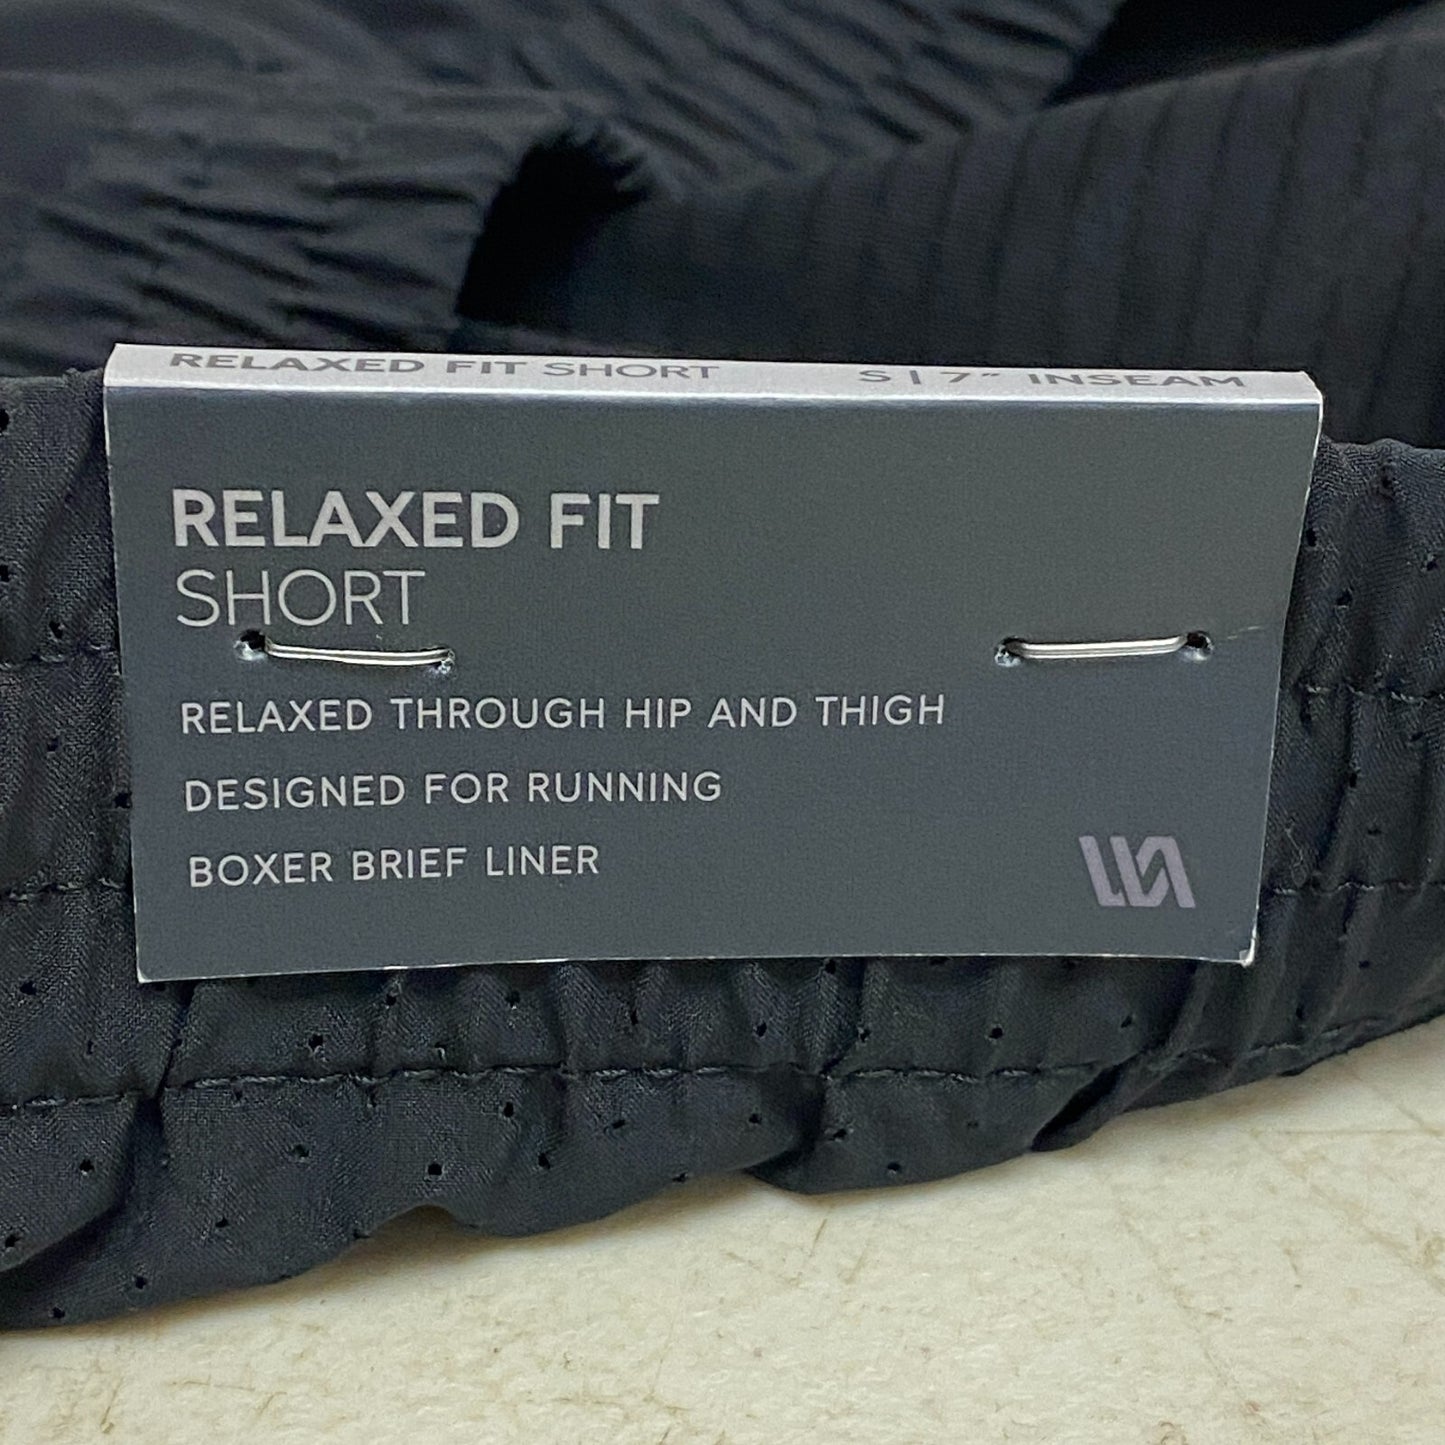 RELAXED FIT SHORT S | 7" INSEAM
RELAXED FIT
SHORT
RELAXED THROUGH HIP AND THIGH
DESIGNED FOR RUNNING
BOXER BRIEF LINER